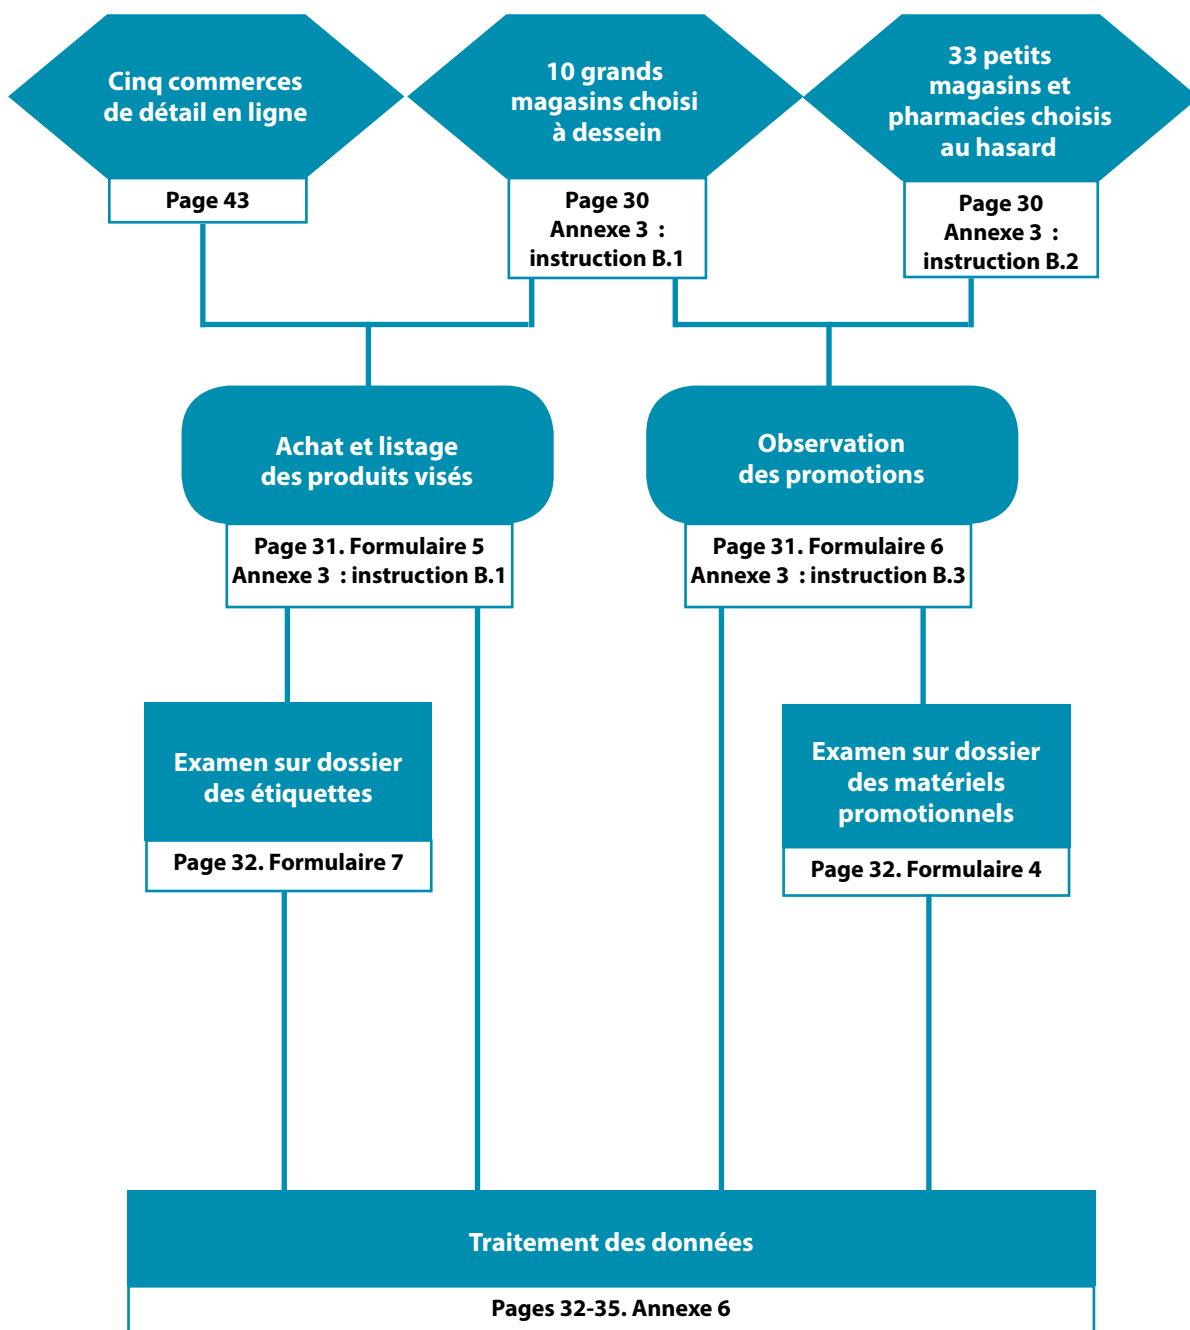 Cinq commerces
de détail en ligne
Page 43
10 grands
magasins choisi
à dessein
Page 30
Annexe 3 :
instruction B.1
33 petits
magasins et
pharmacies choisis
au hasard
Page 30
Annexe 3 :
instruction B.2
Achat et listage
des produits visés
Page 31. Formulaire 5
Annexe 3 : instruction B.1
Observation
des promotions
Page 31. Formulaire 6
Annexe 3 : instruction B.3
Examen sur dossier
des étiquettes
Page 32. Formulaire 7
Examen sur dossier
des matériels
promotionnels
Page 32. Formulaire 4
Traitement des données
Pages 32-35. Annexe 6